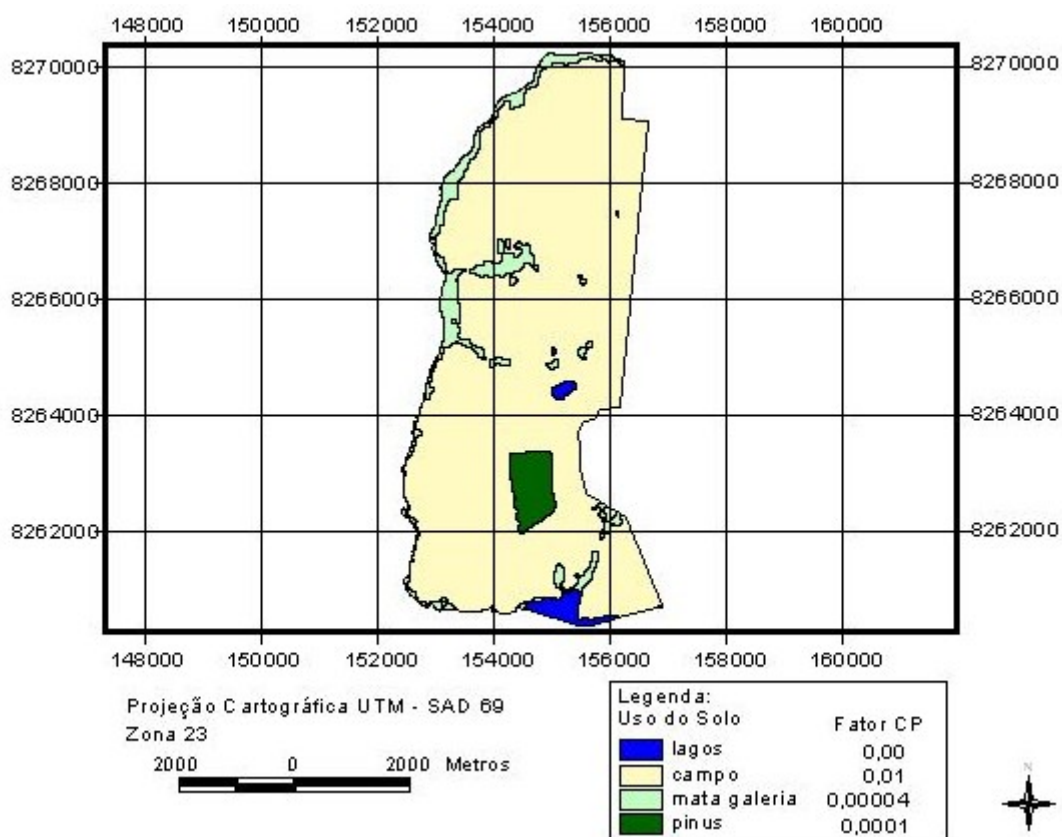 148000 150000 152000 154000 156000 158000 160000
8270000 8270000
8268000 8268000
8266000 8266000
8264000 8264000
8262000 8262000
148000 150000 152000 154000 156000 158000 160000
Projeção Cartográfica UTM - SAD 69
Zona 23
2000 0 2000 Metros
Legenda:
Uso do Solo Fator CP
lagos 0,00
campo 0,01
mata galeria 0,00004
pinus 0,0001
N